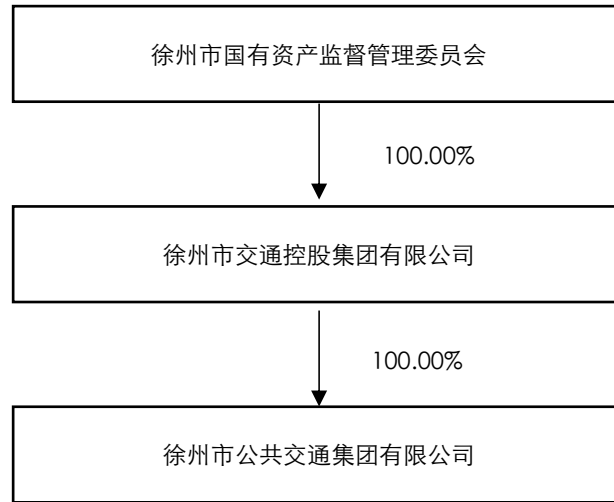 徐州市国有资产监督管理委员会
100.00%
徐州市交通控股集团有限公司
100.00%
徐州市公共交通集团有限公司